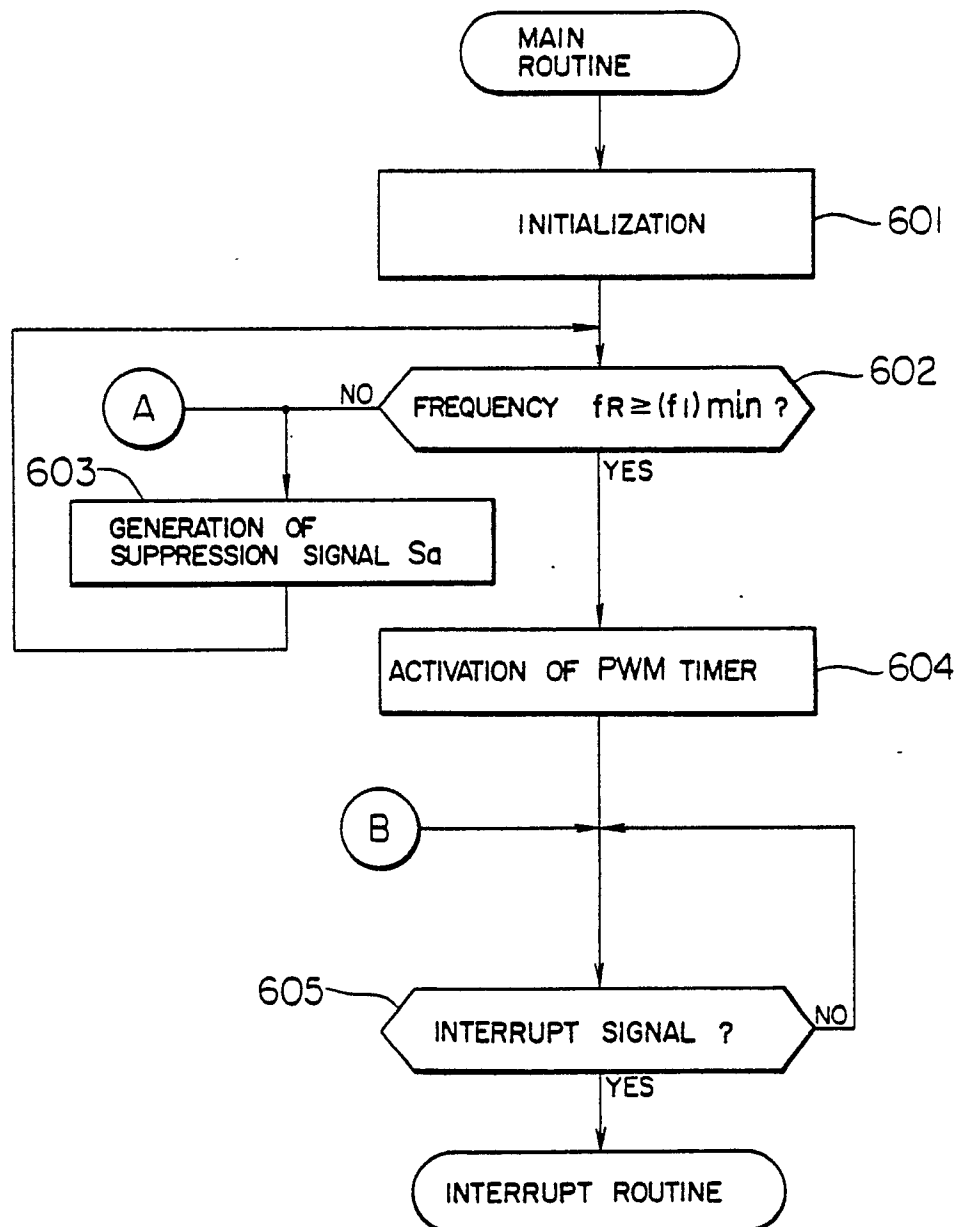 MAIN
ROUTINE
INITIALIZATION
601
602
NO
FREQUENCY fR ≥ (fI) min ?
A
YES
603
GENERATION OF
SUPPRESSION SIGNAL Sa
ACTIVATION OF PWM TIMER
604
B
605
INTERRUPT SIGNAL ?
NO
YES
INTERRUPT ROUTINE